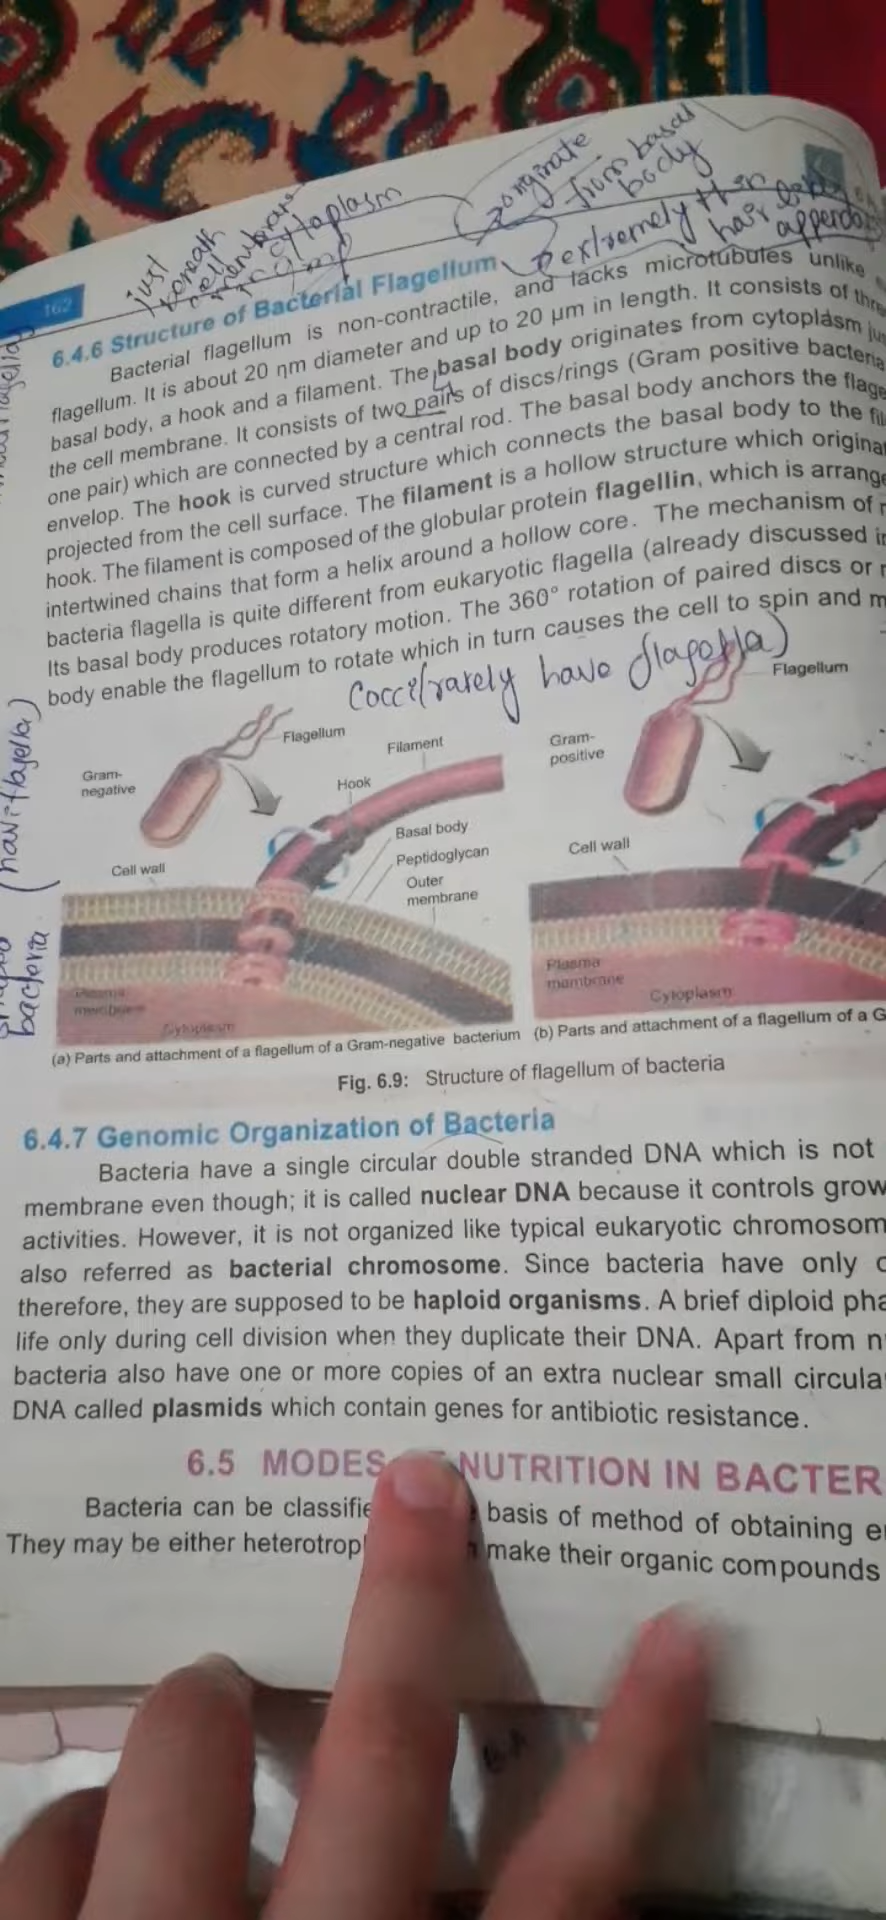 originate
from basal
body
just
beneath
cell
membrane
in cytoplasm
extremely thin
hair like
appenda
162
6.4.6 Structure of Bacterial Flagellum
Bacterial flagellum is non-contractile, and lacks microtubules unlike
flagellum. It is about 20 ηm diameter and up to 20 µm in length. It consists of
basal body, a hook and a filament. The basal body originates from cytoplasm
the cell membrane. It consists of two pairs of discs/rings (Gram positive bacteria
one pair) which are connected by a central rod. The basal body anchors the
envelop. The hook is curved structure which connects the basal body to the
projected from the cell surface. The filament is a hollow structure which
hook. The filament is composed of the globular protein flagellin, which is
intertwined chains that form a helix around a hollow core. The mechanism of
bacteria flagella is quite different from eukaryotic flagella (already discussed
Its basal body produces rotatory motion. The 360° rotation of paired discs or
body enable the flagellum to rotate which in turn causes the cell to spin and
Cocci (rarely have flagella)
(have flagella)
bacteria
Flagellum
Filament
Gram-
negative
Hook
Basal body
Peptidoglycan
Outer
membrane
Cell wall
Plasma
membrane
Cytoplasm
Flagellum
Gram-
positive
Cell wall
Plasma
membrane
Cytoplasm
(a) Parts and attachment of a flagellum of a Gram-negative bacterium
(b) Parts and attachment of a flagellum of a G
Fig. 6.9: Structure of flagellum of bacteria
6.4.7 Genomic Organization of Bacteria
Bacteria have a single circular double stranded DNA which is not
membrane even though; it is called nuclear DNA because it controls grow
activities. However, it is not organized like typical eukaryotic chromosom
also referred as bacterial chromosome. Since bacteria have only
therefore, they are supposed to be haploid organisms. A brief diploid pha
life only during cell division when they duplicate their DNA. Apart from
bacteria also have one or more copies of an extra nuclear small circula
DNA called plasmids which contain genes for antibiotic resistance.
6.5 MODES NUTRITION IN BACTER
Bacteria can be classifie basis of method of obtaining
They may be either heterotrop make their organic compounds